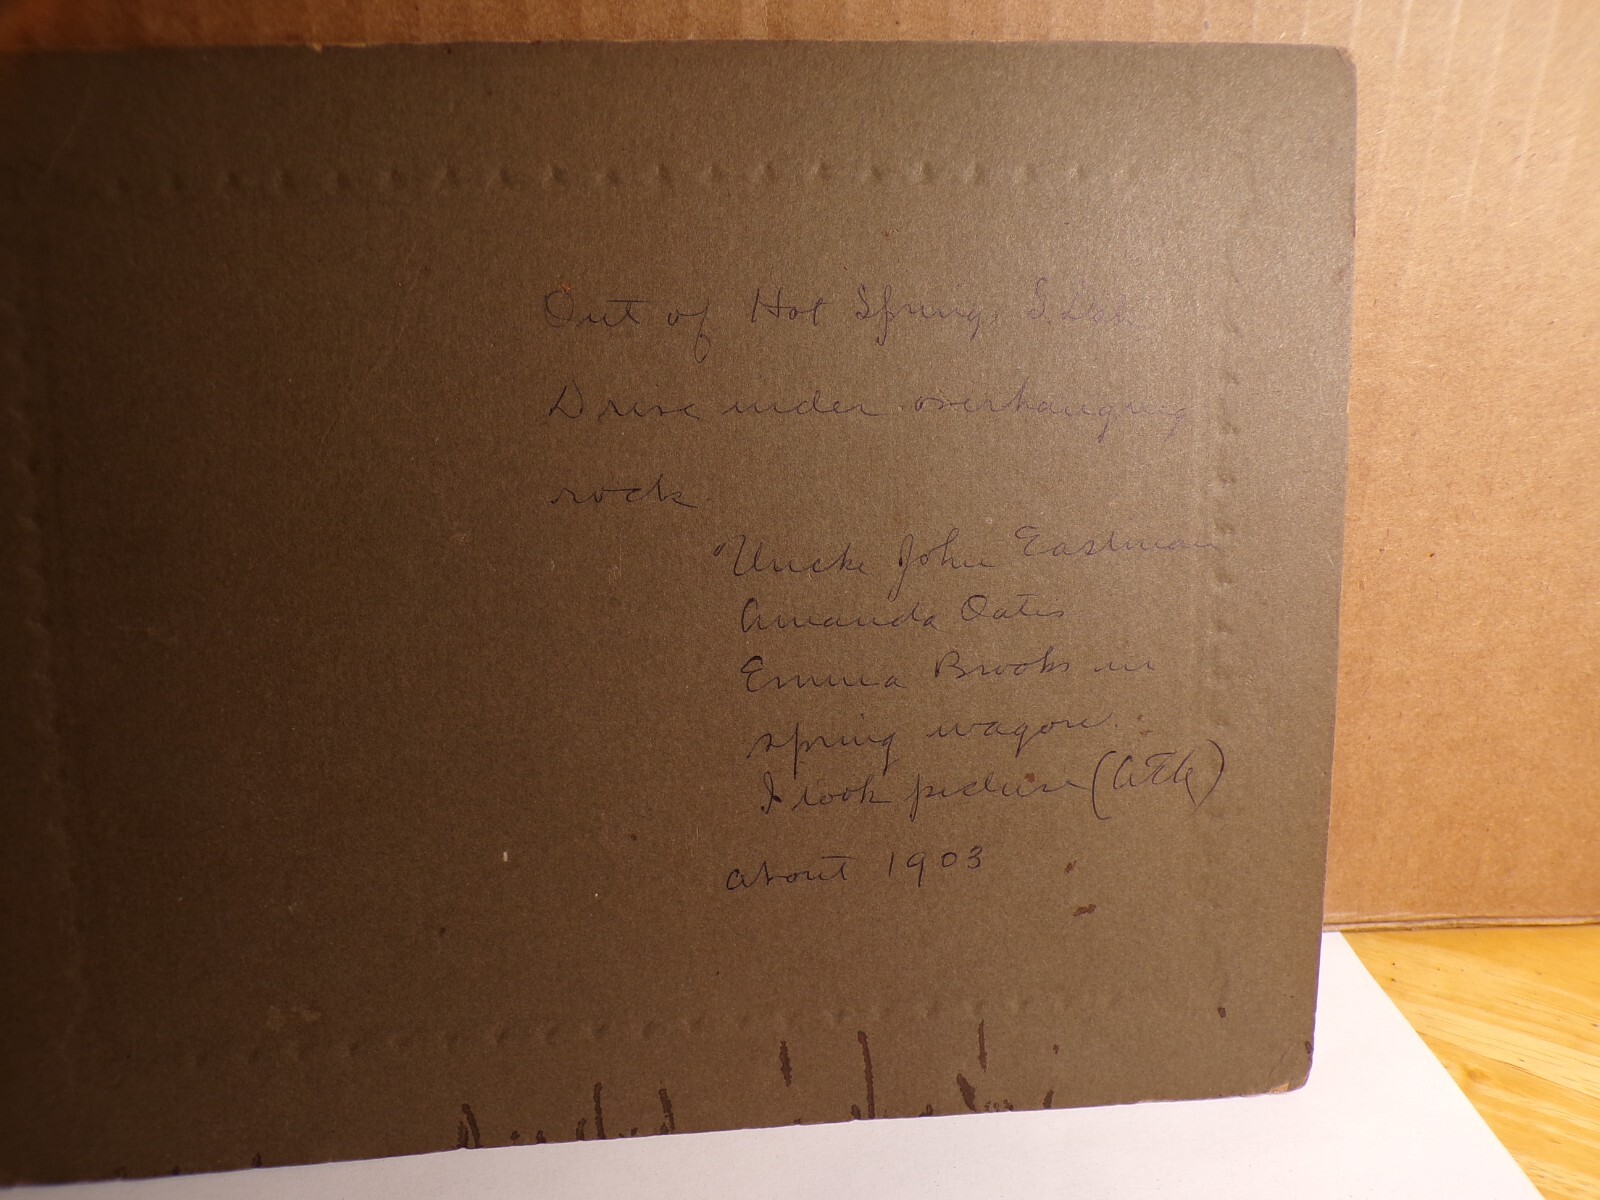 Out of Hot Springs S. Dak
Drive under overhanging
rock.
"Uncle John Eastman
Amanda Oatis
Emma Brooks in
spring wagon.
I took picture
about 1903